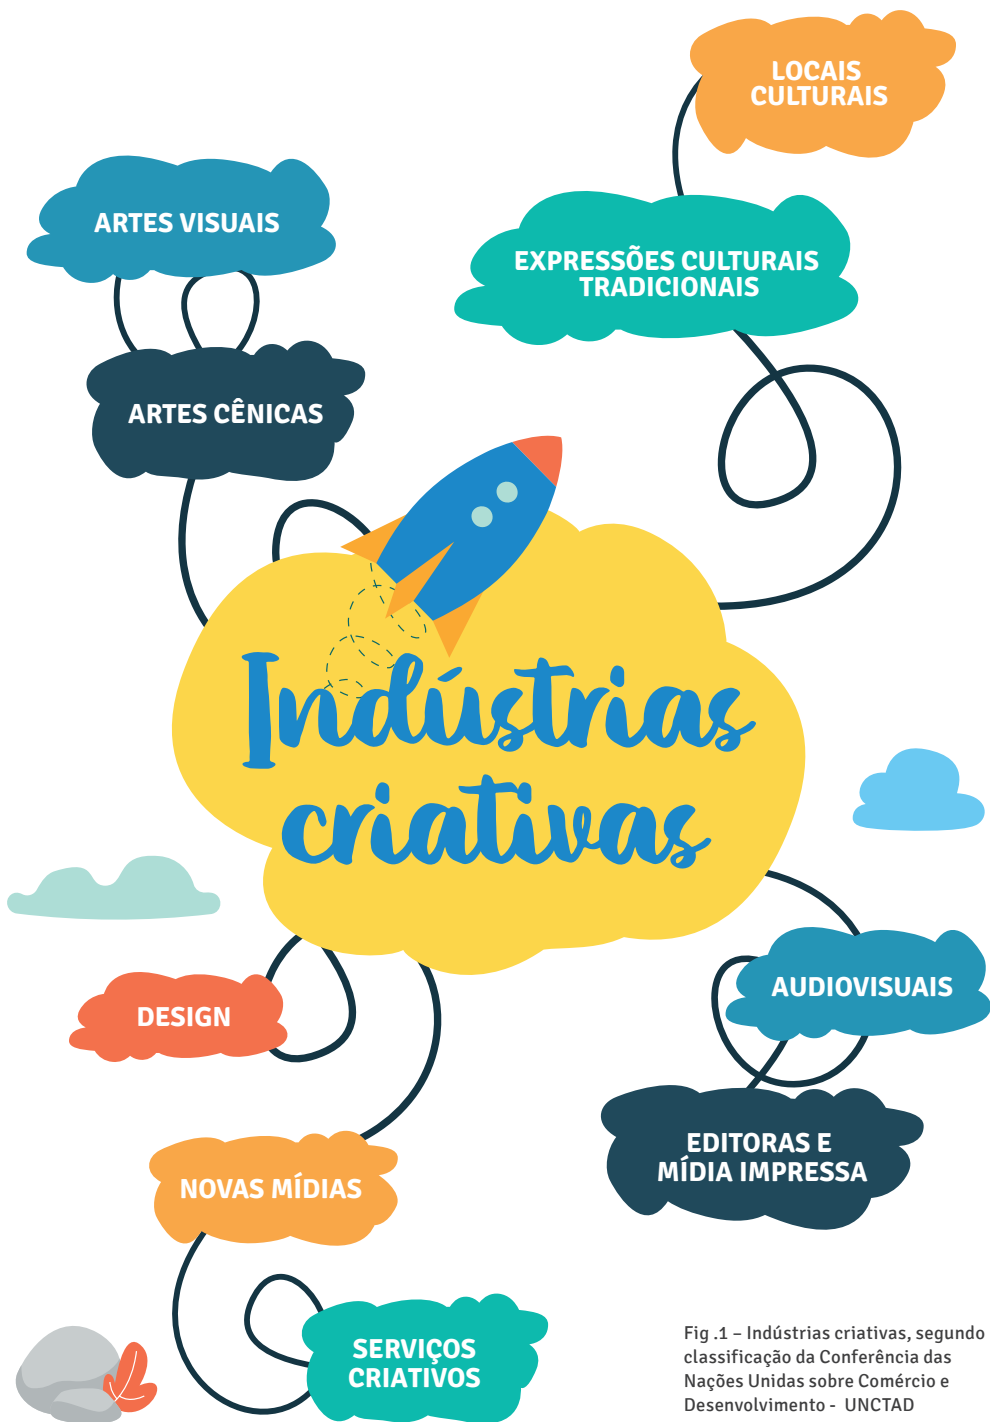 LOCAIS
CULTURAIS
ARTES VISUAIS
EXPRESSÕES CULTURAIS
TRADICIONAIS
ARTES CÊNICAS
Indústrias
criativas
DESIGN
AUDIOVISUAIS
EDITORAS E
MÍDIA IMPRESSA
NOVAS MÍDIAS
SERVIÇOS
CRIATIVOS
Fig .1 – Indústrias criativas, segundo
classificação da Conferência das
Nações Unidas sobre Comércio e
Desenvolvimento - UNCTAD